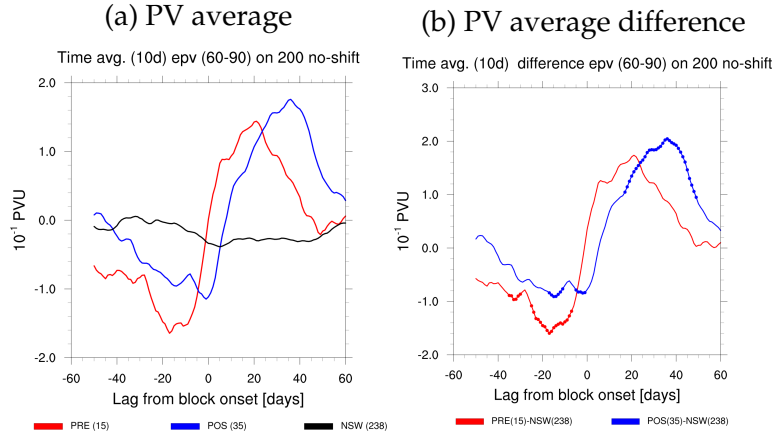 (a) PV average
Time avg. (10d) epv (60-90) on 200 no-shift
2.0
1.0
0.0
-1.0
-2.0
10-1 PVU
-60 -40 -20 0 20 40 60
Lag from block onset [days]
PRE (15) POS (35) NSW (238)
(b) PV average difference
Time avg. (10d) difference epv (60-90) on 200 no-shift
3.0
2.0
1.0
0.0
-1.0
-2.0
10-1 PVU
-60 -40 -20 0 20 40 60
Lag from block onset [days]
PRE(15)-NSW(238) POS(35)-NSW(238)